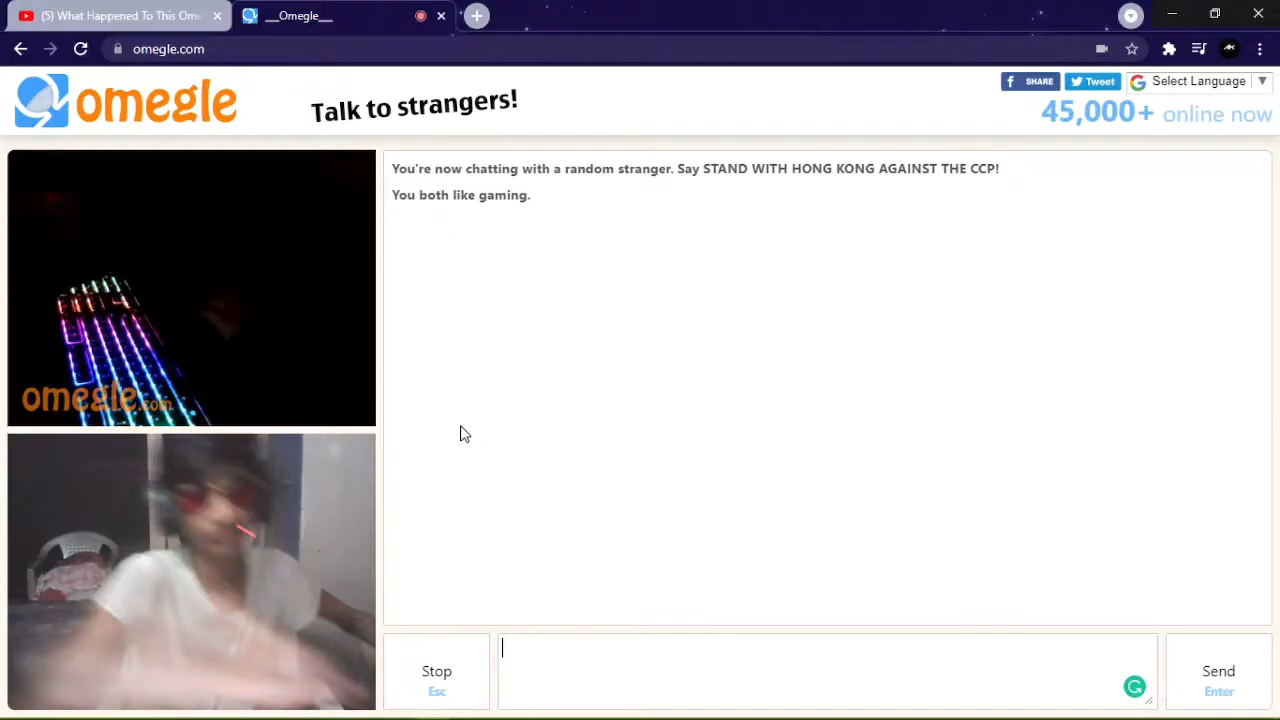 (5) What Happened To This Ome
__Omegle__
omegle.com
omegle
Talk to strangers!
SHARE
Tweet
Select Language
45,000+ online now
You're now chatting with a random stranger. Say STAND WITH HONG KONG AGAINST THE CCP!
You both like gaming.
omegle.com
Stop
Esc
Send
Enter